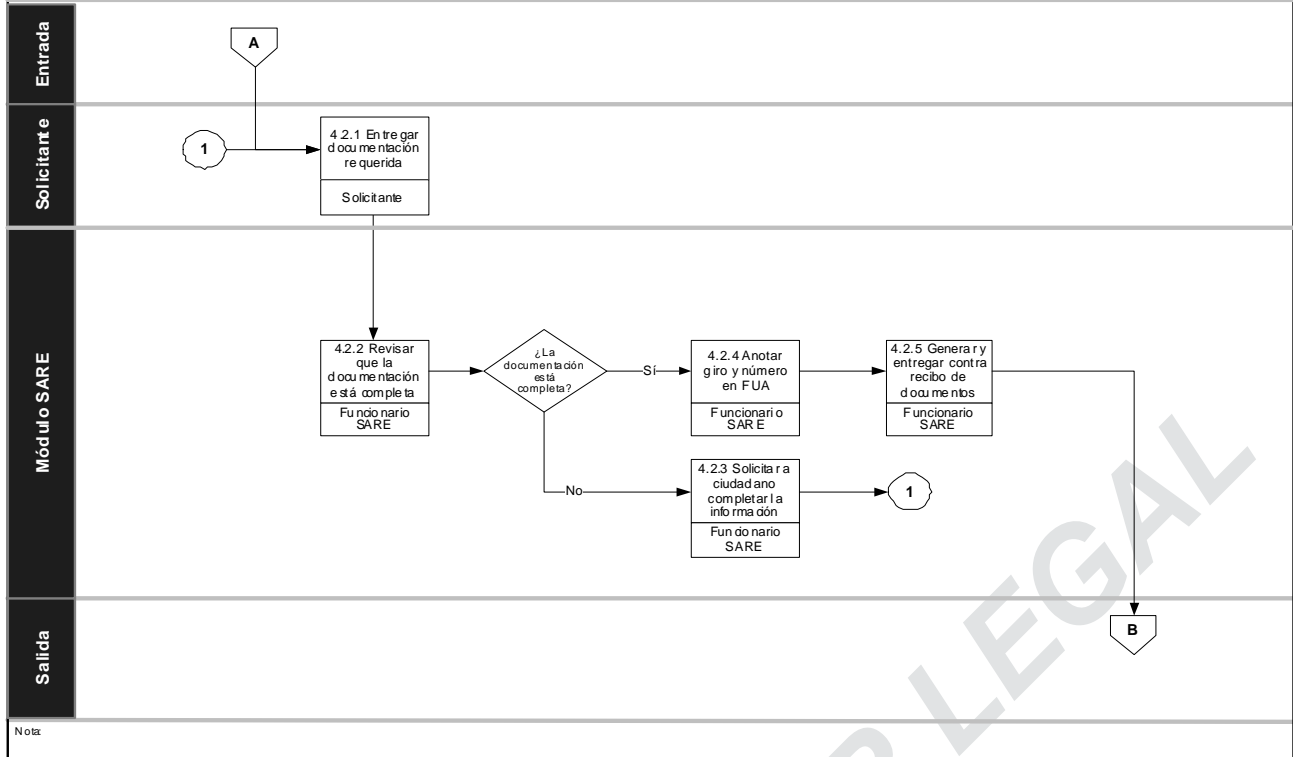 Entrada
A
Solicitante
1
4.2.1 Entregar
documentación
requerida
Solicitante
Módulo SARE
4.2.2 Revisar
que la
documentación
está completa
Funcionario
SARE
¿La
documentación
está
completa?
Sí
4.2.4 Anotar
giro y número
en FUA
Funcionario
SARE
4.2.5 Generar y
entregar contra
recibo de
documentos
Funcionario
SARE
No
4.2.3 Solicitar a
ciudadano
completar la
información
Funcionario
SARE
1
Salida
B
Nota:
R LEGAL